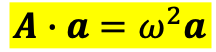 𝑨 · 𝒂 = 𝜔²𝒂